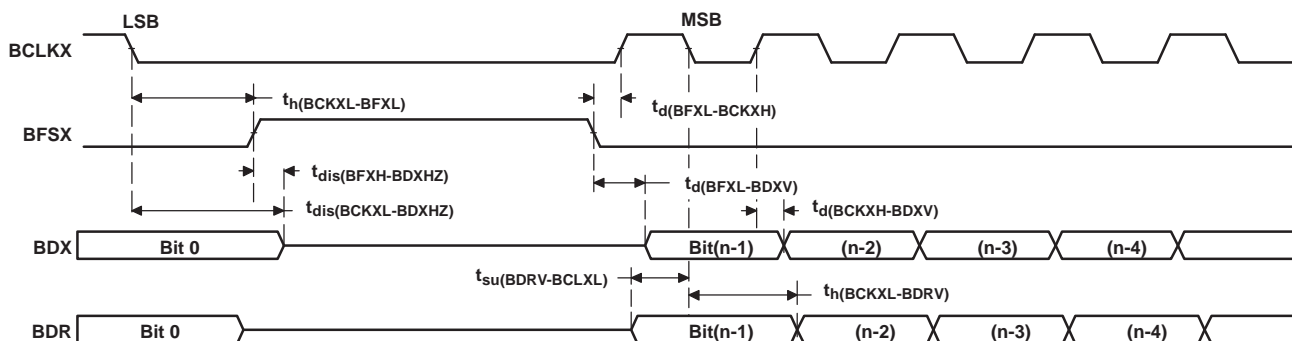 LSB MSB
BCLKX
th(BCKXL-BFXL) td(BFXL-BCKXH)
BFSX
tdis(BFXH-BDXHZ) td(BFXL-BDXV)
tdis(BCKXL-BDXHZ) td(BCKXH-BDXV)
BDX Bit 0 Bit(n-1) (n-2) (n-3) (n-4)
tsu(BDRV-BCLXL) th(BCKXL-BDRV)
BDR Bit 0 Bit(n-1) (n-2) (n-3) (n-4)